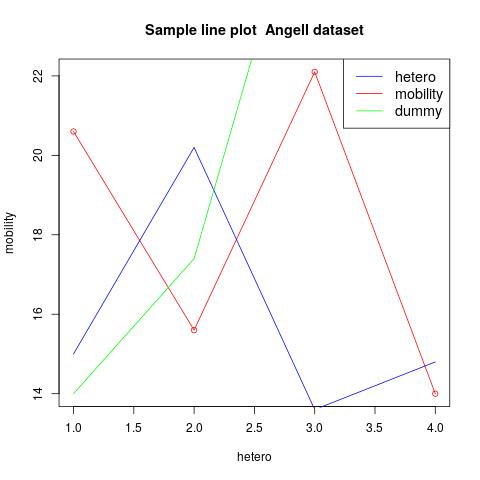 Sample line plot  Angell dataset
hetero
mobility
dummy
mobility
22
20
18
16
14
1.0 1.5 2.0 2.5 3.0 3.5 4.0
hetero